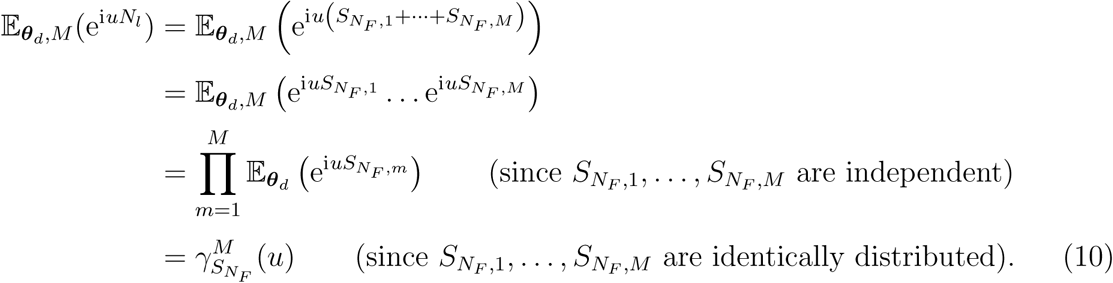 𝔼_{𝜽_d,M}(e^{iuN_l}) = 𝔼_{𝜽_d,M} (e^{iu(S_{N_F,1}+⋯+S_{N_F,M})})
= 𝔼_{𝜽_d,M} (e^{iuS_{N_F,1}} … e^{iuS_{N_F,M}})
= ∏_{m=1}^{M} 𝔼_{𝜽_d} (e^{iuS_{N_F,m}}) (since S_{N_F,1}, …, S_{N_F,M} are independent)
= γ_{S_{N_F}}^{M}(u) (since S_{N_F,1}, …, S_{N_F,M} are identically distributed). (10)